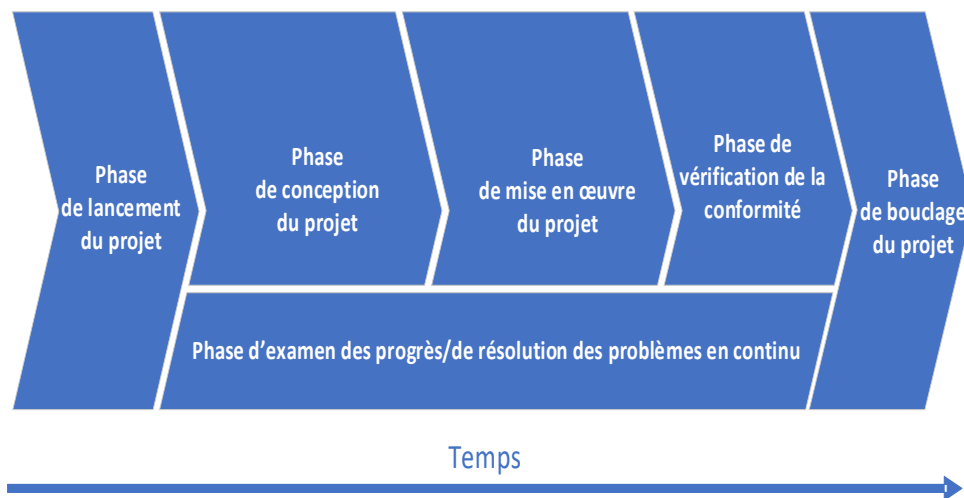 Phase
de lancement
du projet
Phase
de conception
du projet
Phase
de mise en œuvre
du projet
Phase de
vérification de la
conformité
Phase
de bouclage
du projet
Phase d’examen des progrès/de résolution des problèmes en continu
Temps